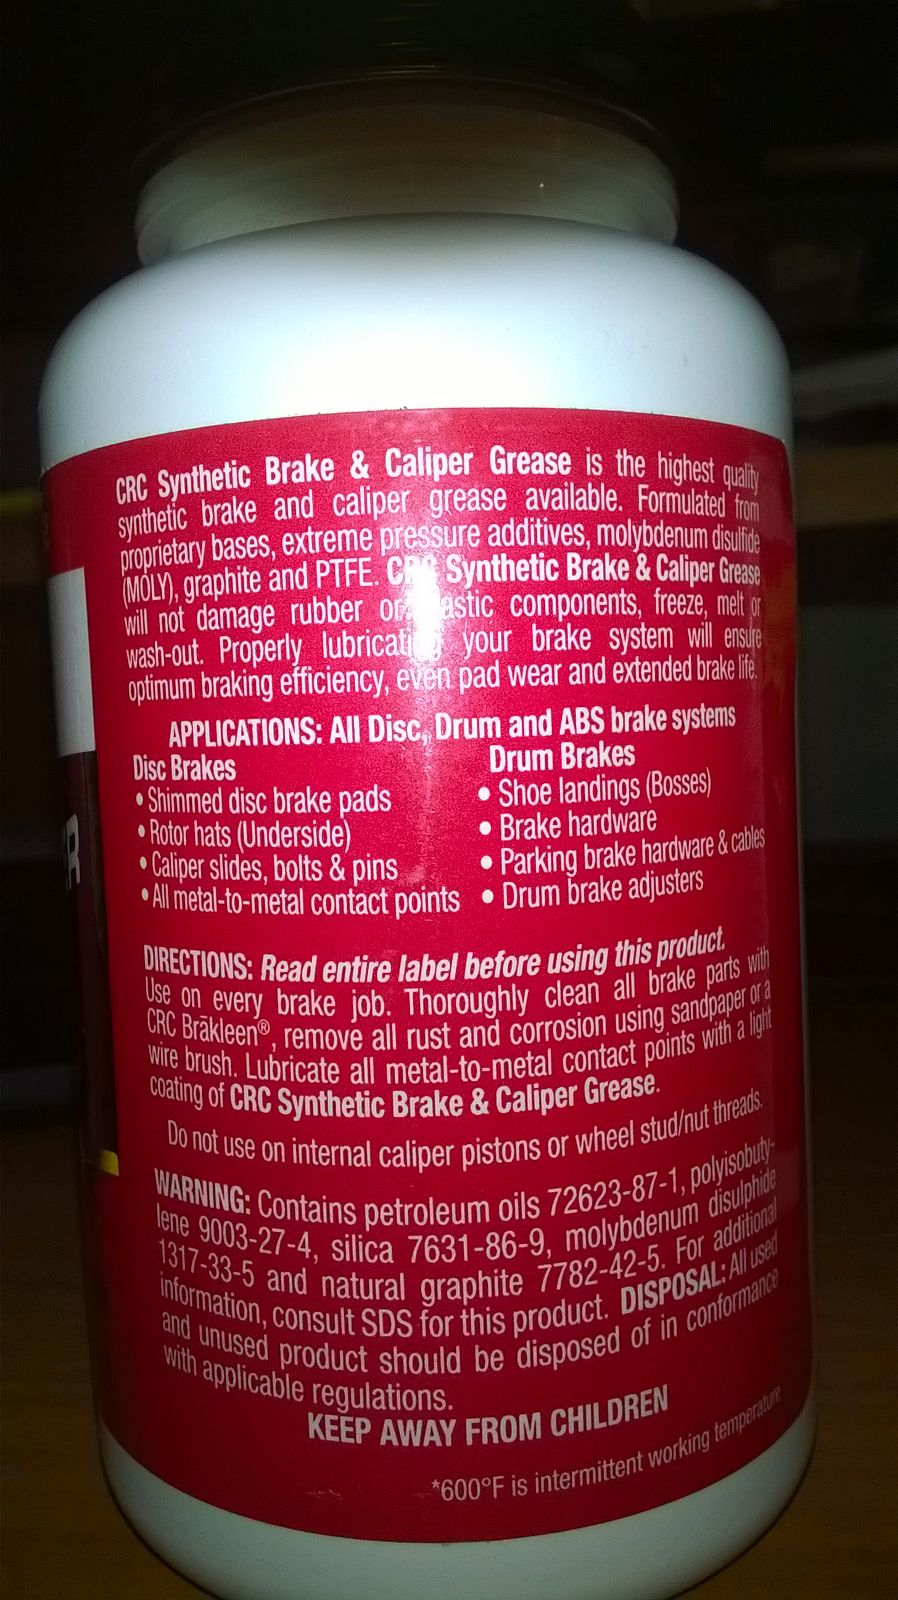 CRC Synthetic Brake & Caliper Grease is the highest quality
synthetic brake and caliper grease available. Formulated from
proprietary bases, extreme pressure additives, molybdenum disulfide
(MOLY), graphite and PTFE. CRC Synthetic Brake & Caliper Grease
will not damage rubber or components, freeze, melt or
wash-out. Properly your brake system will ensure
optimum braking efficiency, even pad wear and extended brake life.
APPLICATIONS: All Disc, Drum and ABS brake systems
Disc Brakes
• Shimmed disc brake pads
• Rotor hats (Underside)
• Caliper slides, bolts & pins
• All metal-to-metal contact points
Drum Brakes
• Shoe landings (Bosses)
• Brake hardware
• Parking brake hardware & cables
• Drum brake adjusters
DIRECTIONS: Read entire label before using this product.
Use on every brake job. Thoroughly clean all brake parts with
CRC Brākleen®, remove all rust and corrosion using sandpaper or a
wire brush. Lubricate all metal-to-metal contact points with a light
coating of CRC Synthetic Brake & Caliper Grease.
Do not use on internal caliper pistons or wheel stud/nut threads.
WARNING: Contains petroleum oils 72623-87-1, polyisobuty-
lene 9003-27-4, silica 7631-86-9, molybdenum disulphide
1317-33-5 and natural graphite 7782-42-5. For additional
information, consult SDS for this product. DISPOSAL: All used
and unused product should be disposed of in conformance
with applicable regulations.
KEEP AWAY FROM CHILDREN
*600°F is intermittent working temperature